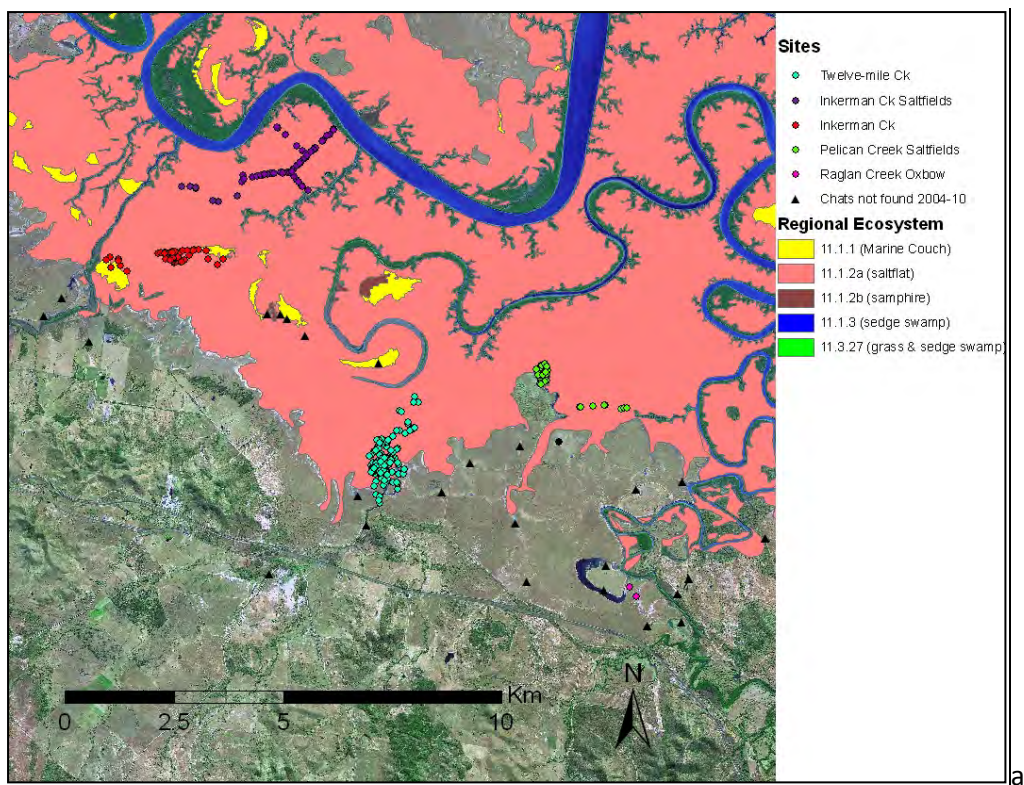 Sites
Twelve-mile Ck
Inkerman Ck Saltfields
Inkerman Ck
Pelican Creek Saltfields
Raglan Creek Oxbow
Chats not found 2004-10
Regional Ecosystem
11.1.1 (Marine Couch)
11.1.2a (saltflat)
11.1.2b (samphire)
11.1.3 (sedge swamp)
11.3.27 (grass & sedge swamp)
N
Km
0 2.5 5 10
a